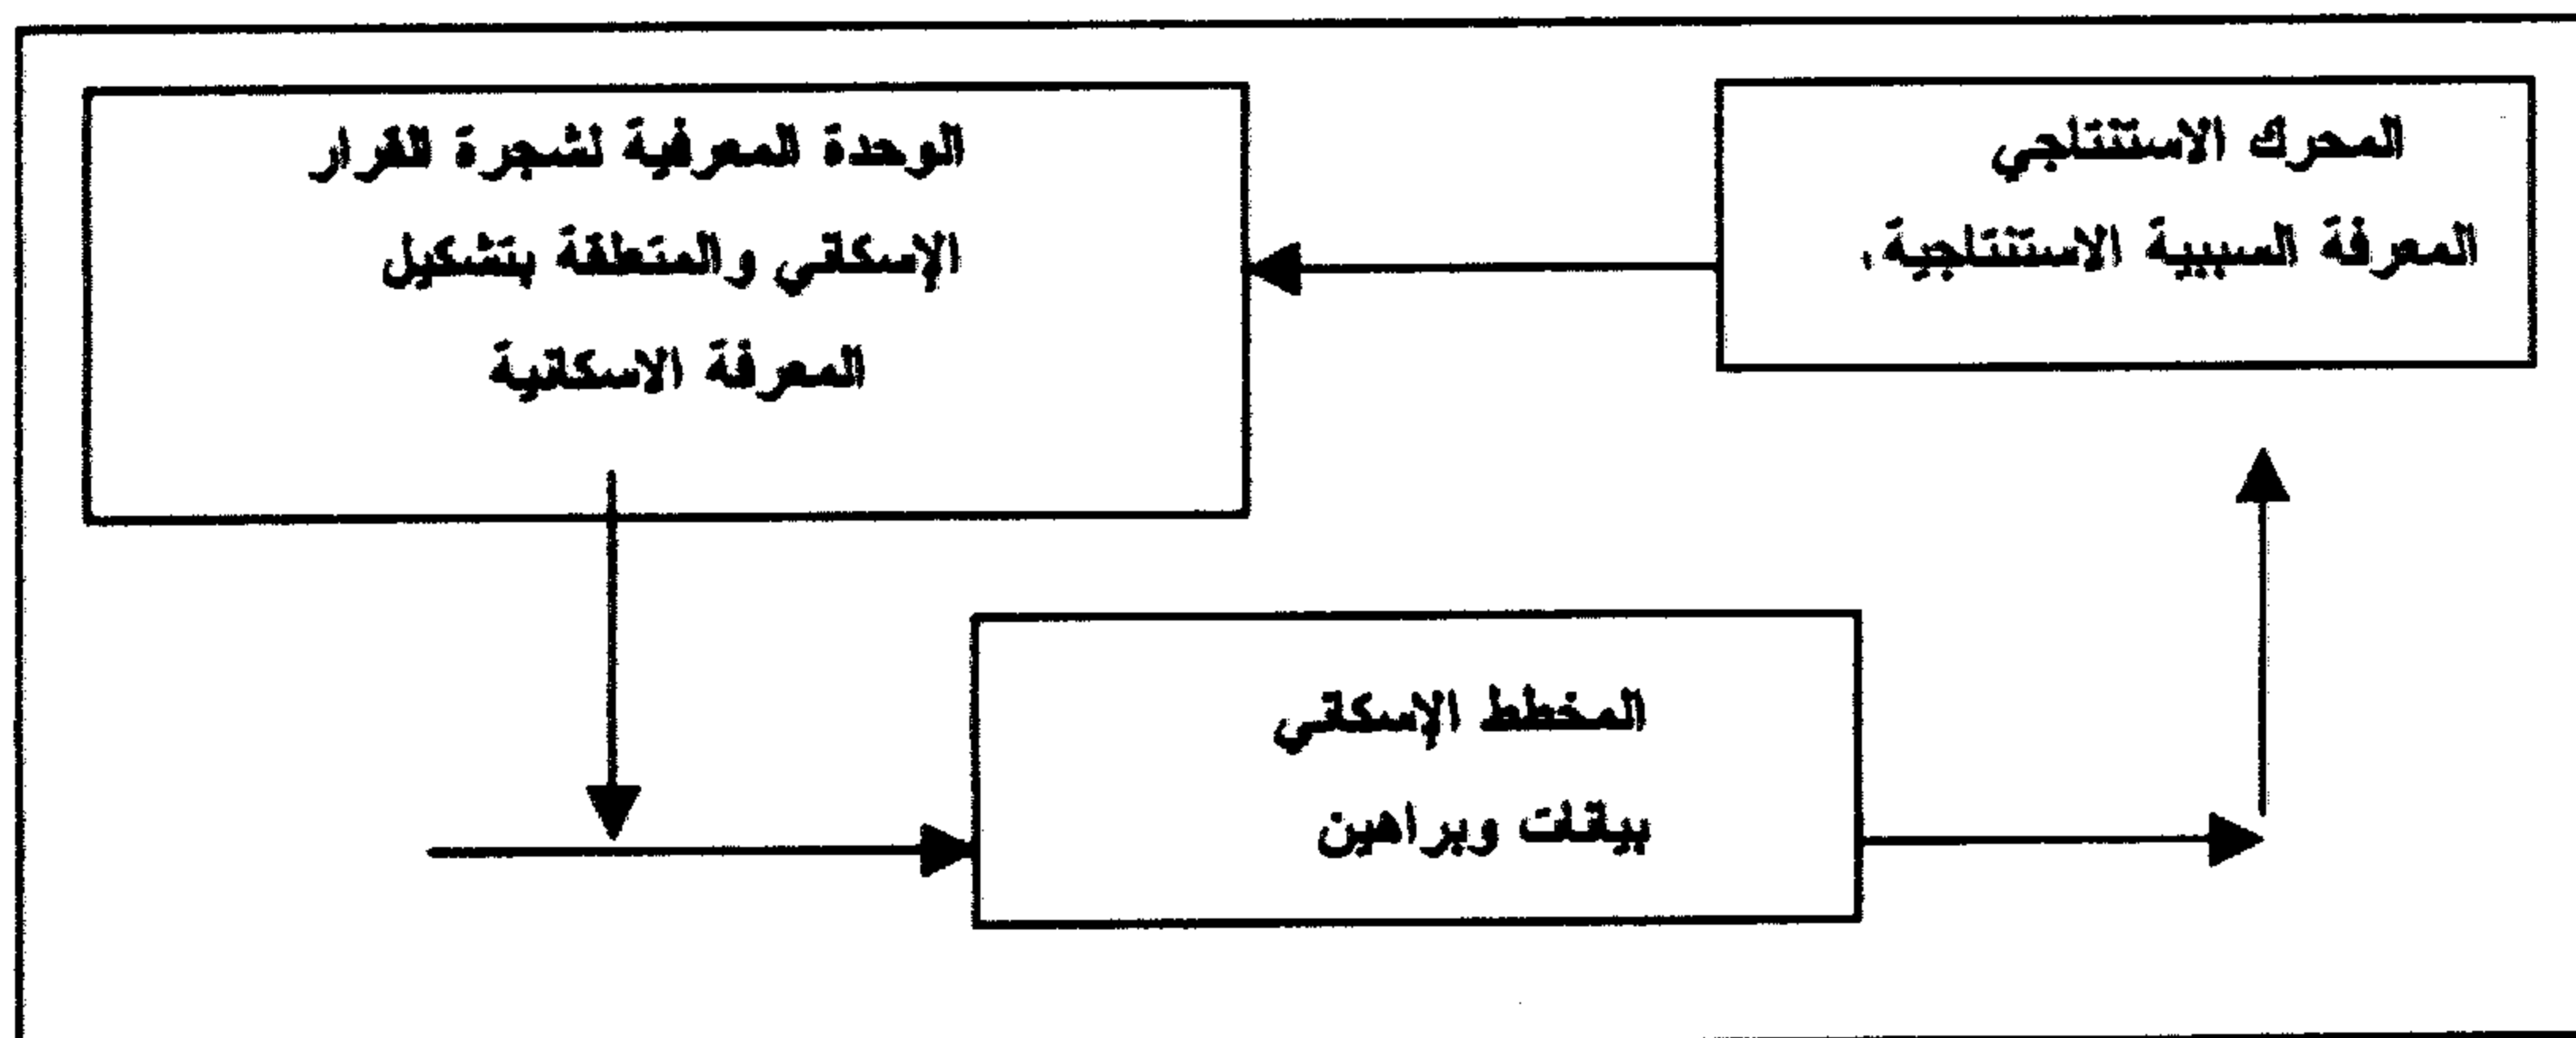 المحرك الاستنتاجي
المعرفة السببية الاستنتاجية،
الوحدة المعرفية لشجرة القرار
الإسكاني والمتعلقة بتشكيل
المعرفة الاسكانية
المخطط الإسكاني
بيانات وبراهين